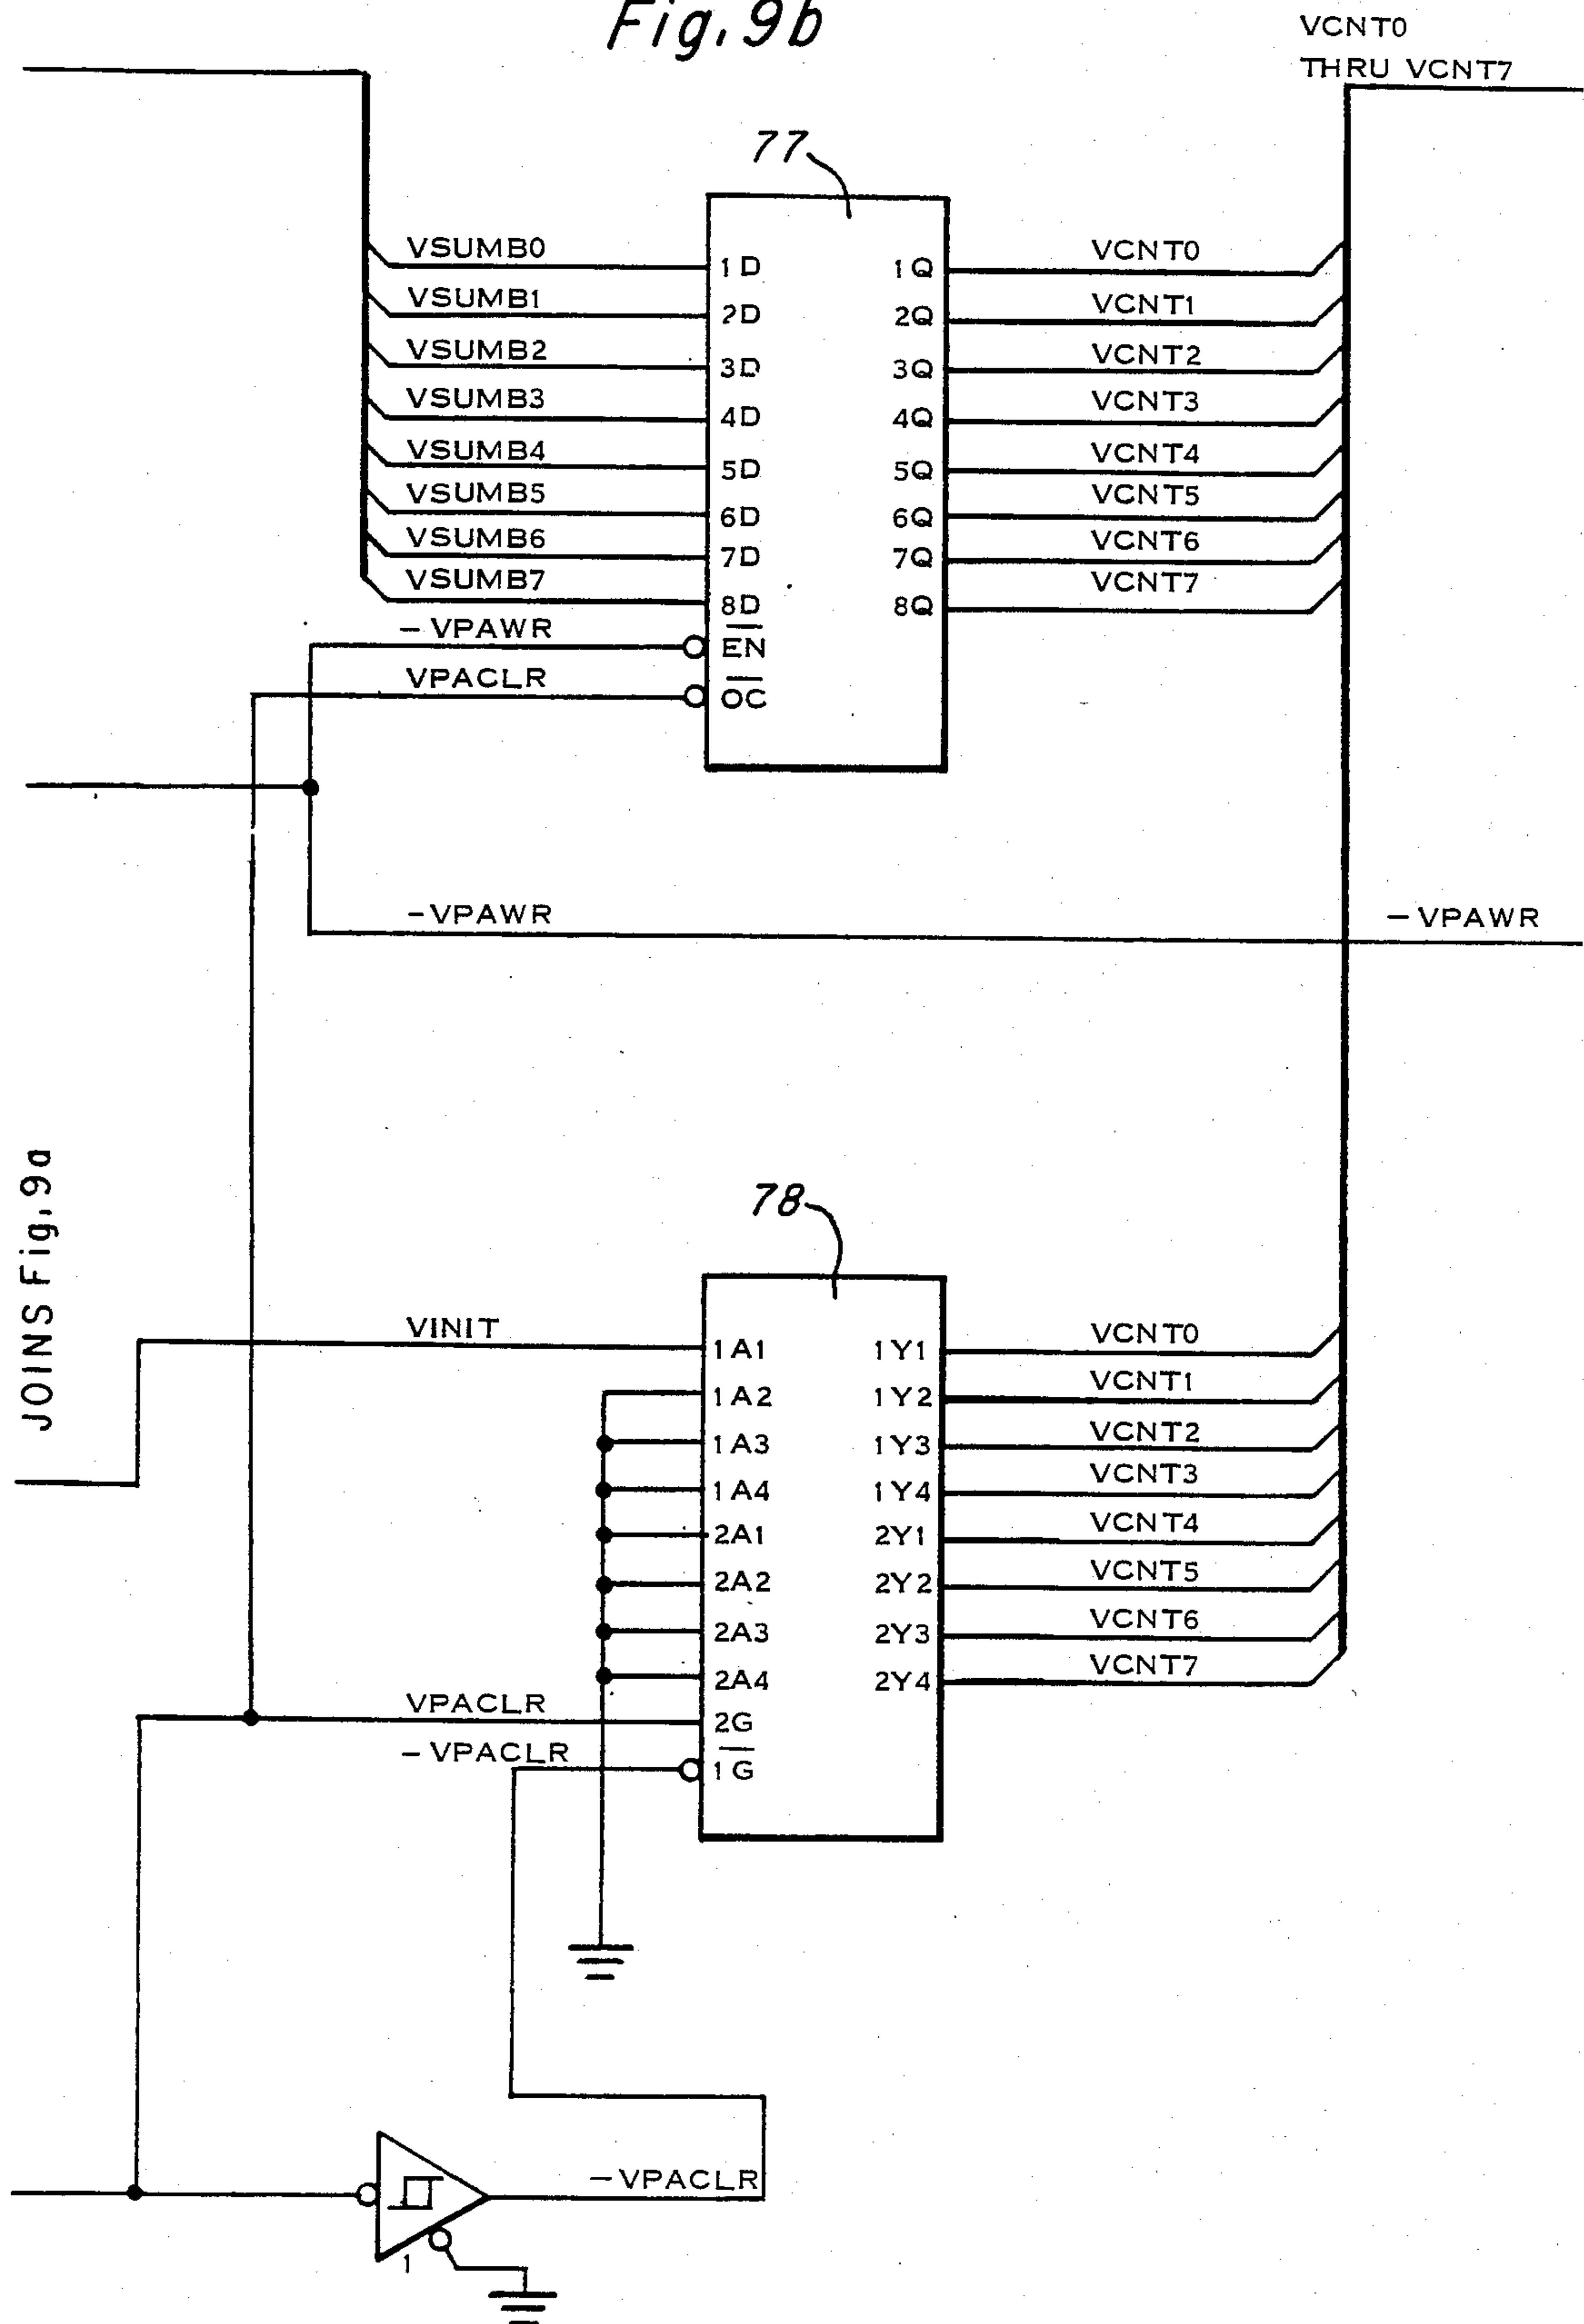 Fig. 9b
VCNT0
THRU VCNT7
77
VSUMB0
1D
1Q
VCNT0
VSUMB1
2D
2Q
VCNT1
VSUMB2
3D
3Q
VCNT2
VSUMB3
4D
4Q
VCNT3
VSUMB4
5D
5Q
VCNT4
VSUMB5
6D
6Q
VCNT5
VSUMB6
7D
7Q
VCNT6
VSUMB7
8D
8Q
VCNT7
-VPAWR
EN
VPACLR
OC
-VPAWR
-VPAWR
JOINS Fig. 9a
78
VINIT
1A1
1Y1
VCNT0
1A2
1Y2
VCNT1
1A3
1Y3
VCNT2
1A4
1Y4
VCNT3
2A1
2Y1
VCNT4
2A2
2Y2
VCNT5
2A3
2Y3
VCNT6
2A4
2Y4
VCNT7
VPACLR
2G
-VPACLR
1G
-VPACLR
1